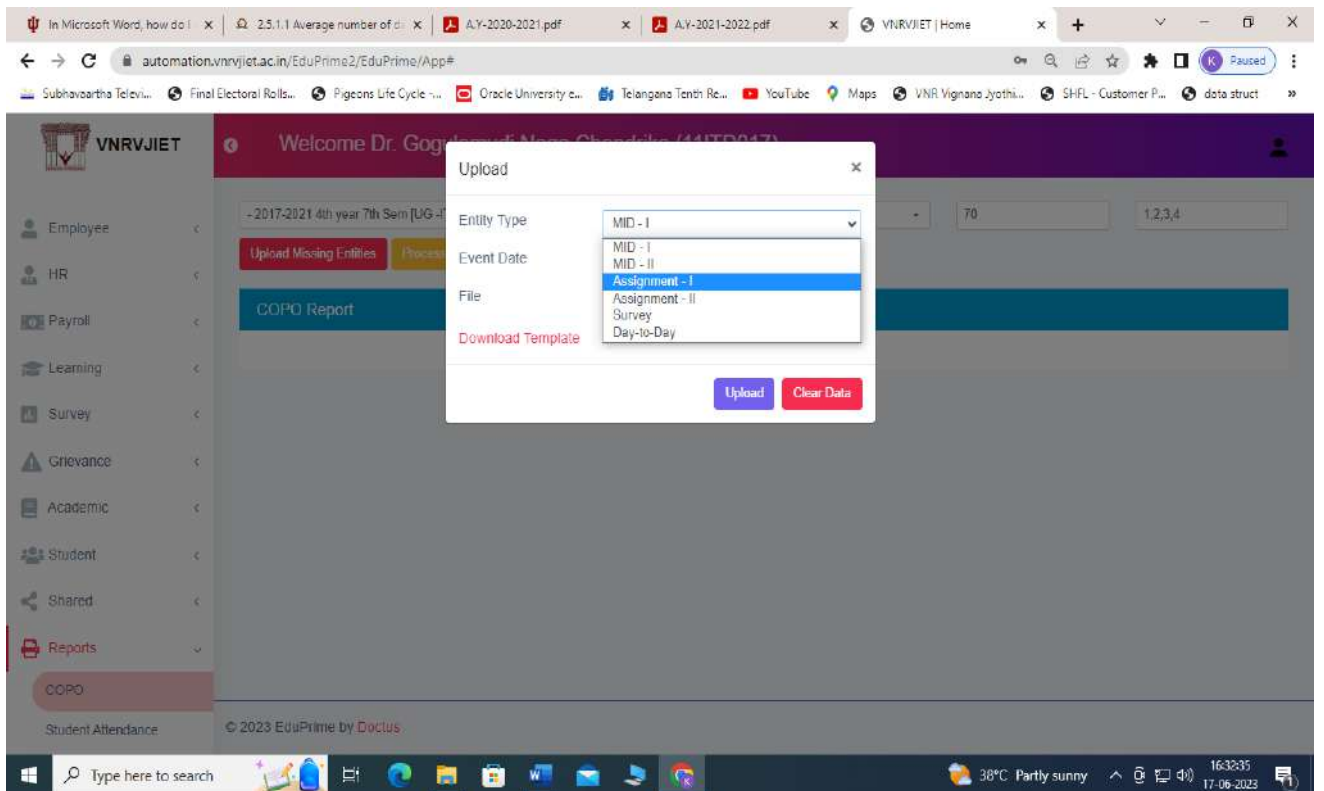 In Microsoft Word, how do I
2.5.1.1 Average number of d
A.Y-2020-2021.pdf
A.Y-2021-2022.pdf
VNRVJIET | Home
automation.vnrvjiet.ac.in/EduPrime2/EduPrime/App#
K Paused
Subhavaartha Televi...
Final Electoral Rolls...
Pigeons Life Cycle -...
Oracle University e...
Telangana Tenth Re...
YouTube
Maps
VNR Vignana Jyothi...
SHFL - Customer P...
data struct
VNRVJIET
Welcome Dr. Gog
Upload
- 2017-2021 4th year 7th Sem [UG -
70
1,2,3,4
Entity Type
MID - I
Upload Missing Entities
Process
Event Date
MID - I
MID - II
Assignment - I
Assignment - II
Survey
Day-to-Day
File
COPO Report
Download Template
Upload
Clear Data
Employee
HR
Payroll
Learning
Survey
Grievance
Academic
Student
Shared
Reports
COPO
Student Attendance
© 2023 EduPrime by Doctus
Type here to search
38°C Partly sunny
16:32:35
17-06-2023